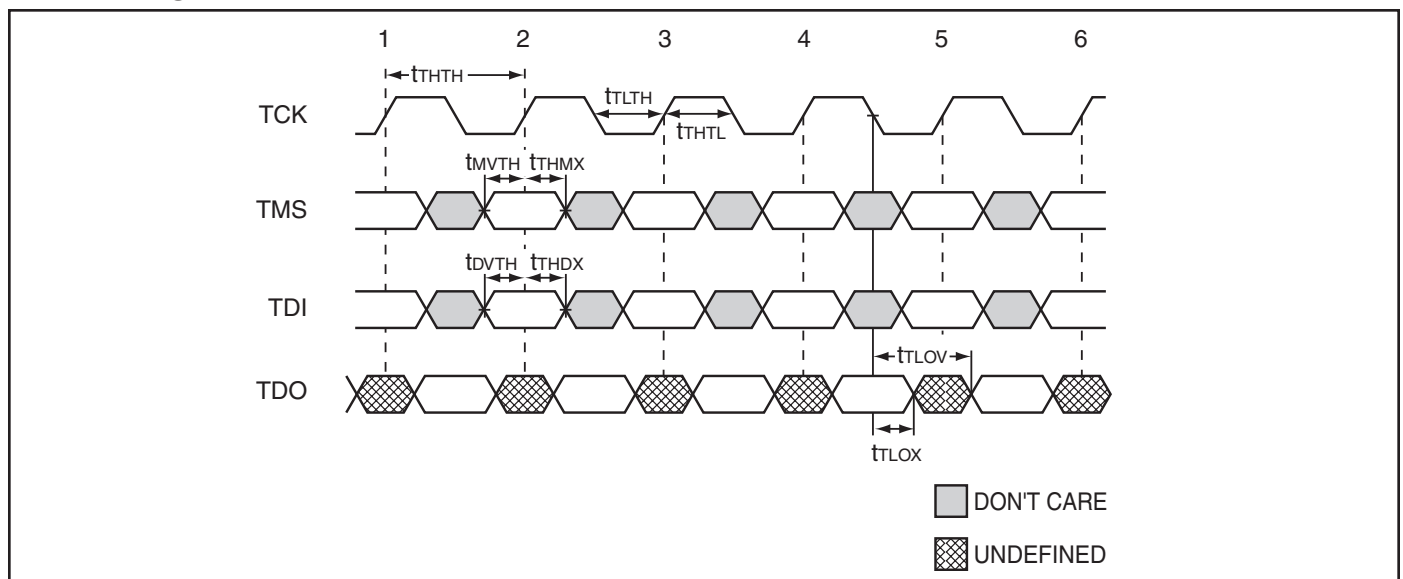 1 2 3 4 5 6
tTHTH
tTLTH
TCK
tTHTL
tMVTH tTHMX
TMS
tDVTH tTHDX
TDI
tTLOV
TDO
tTLOX
DON'T CARE
UNDEFINED